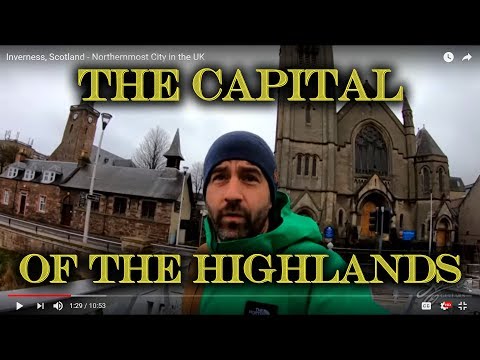 Inverness, Scotland - Northernmost City in the UK
THE CAPITAL
OF THE HIGHLANDS
1:29 / 10:53